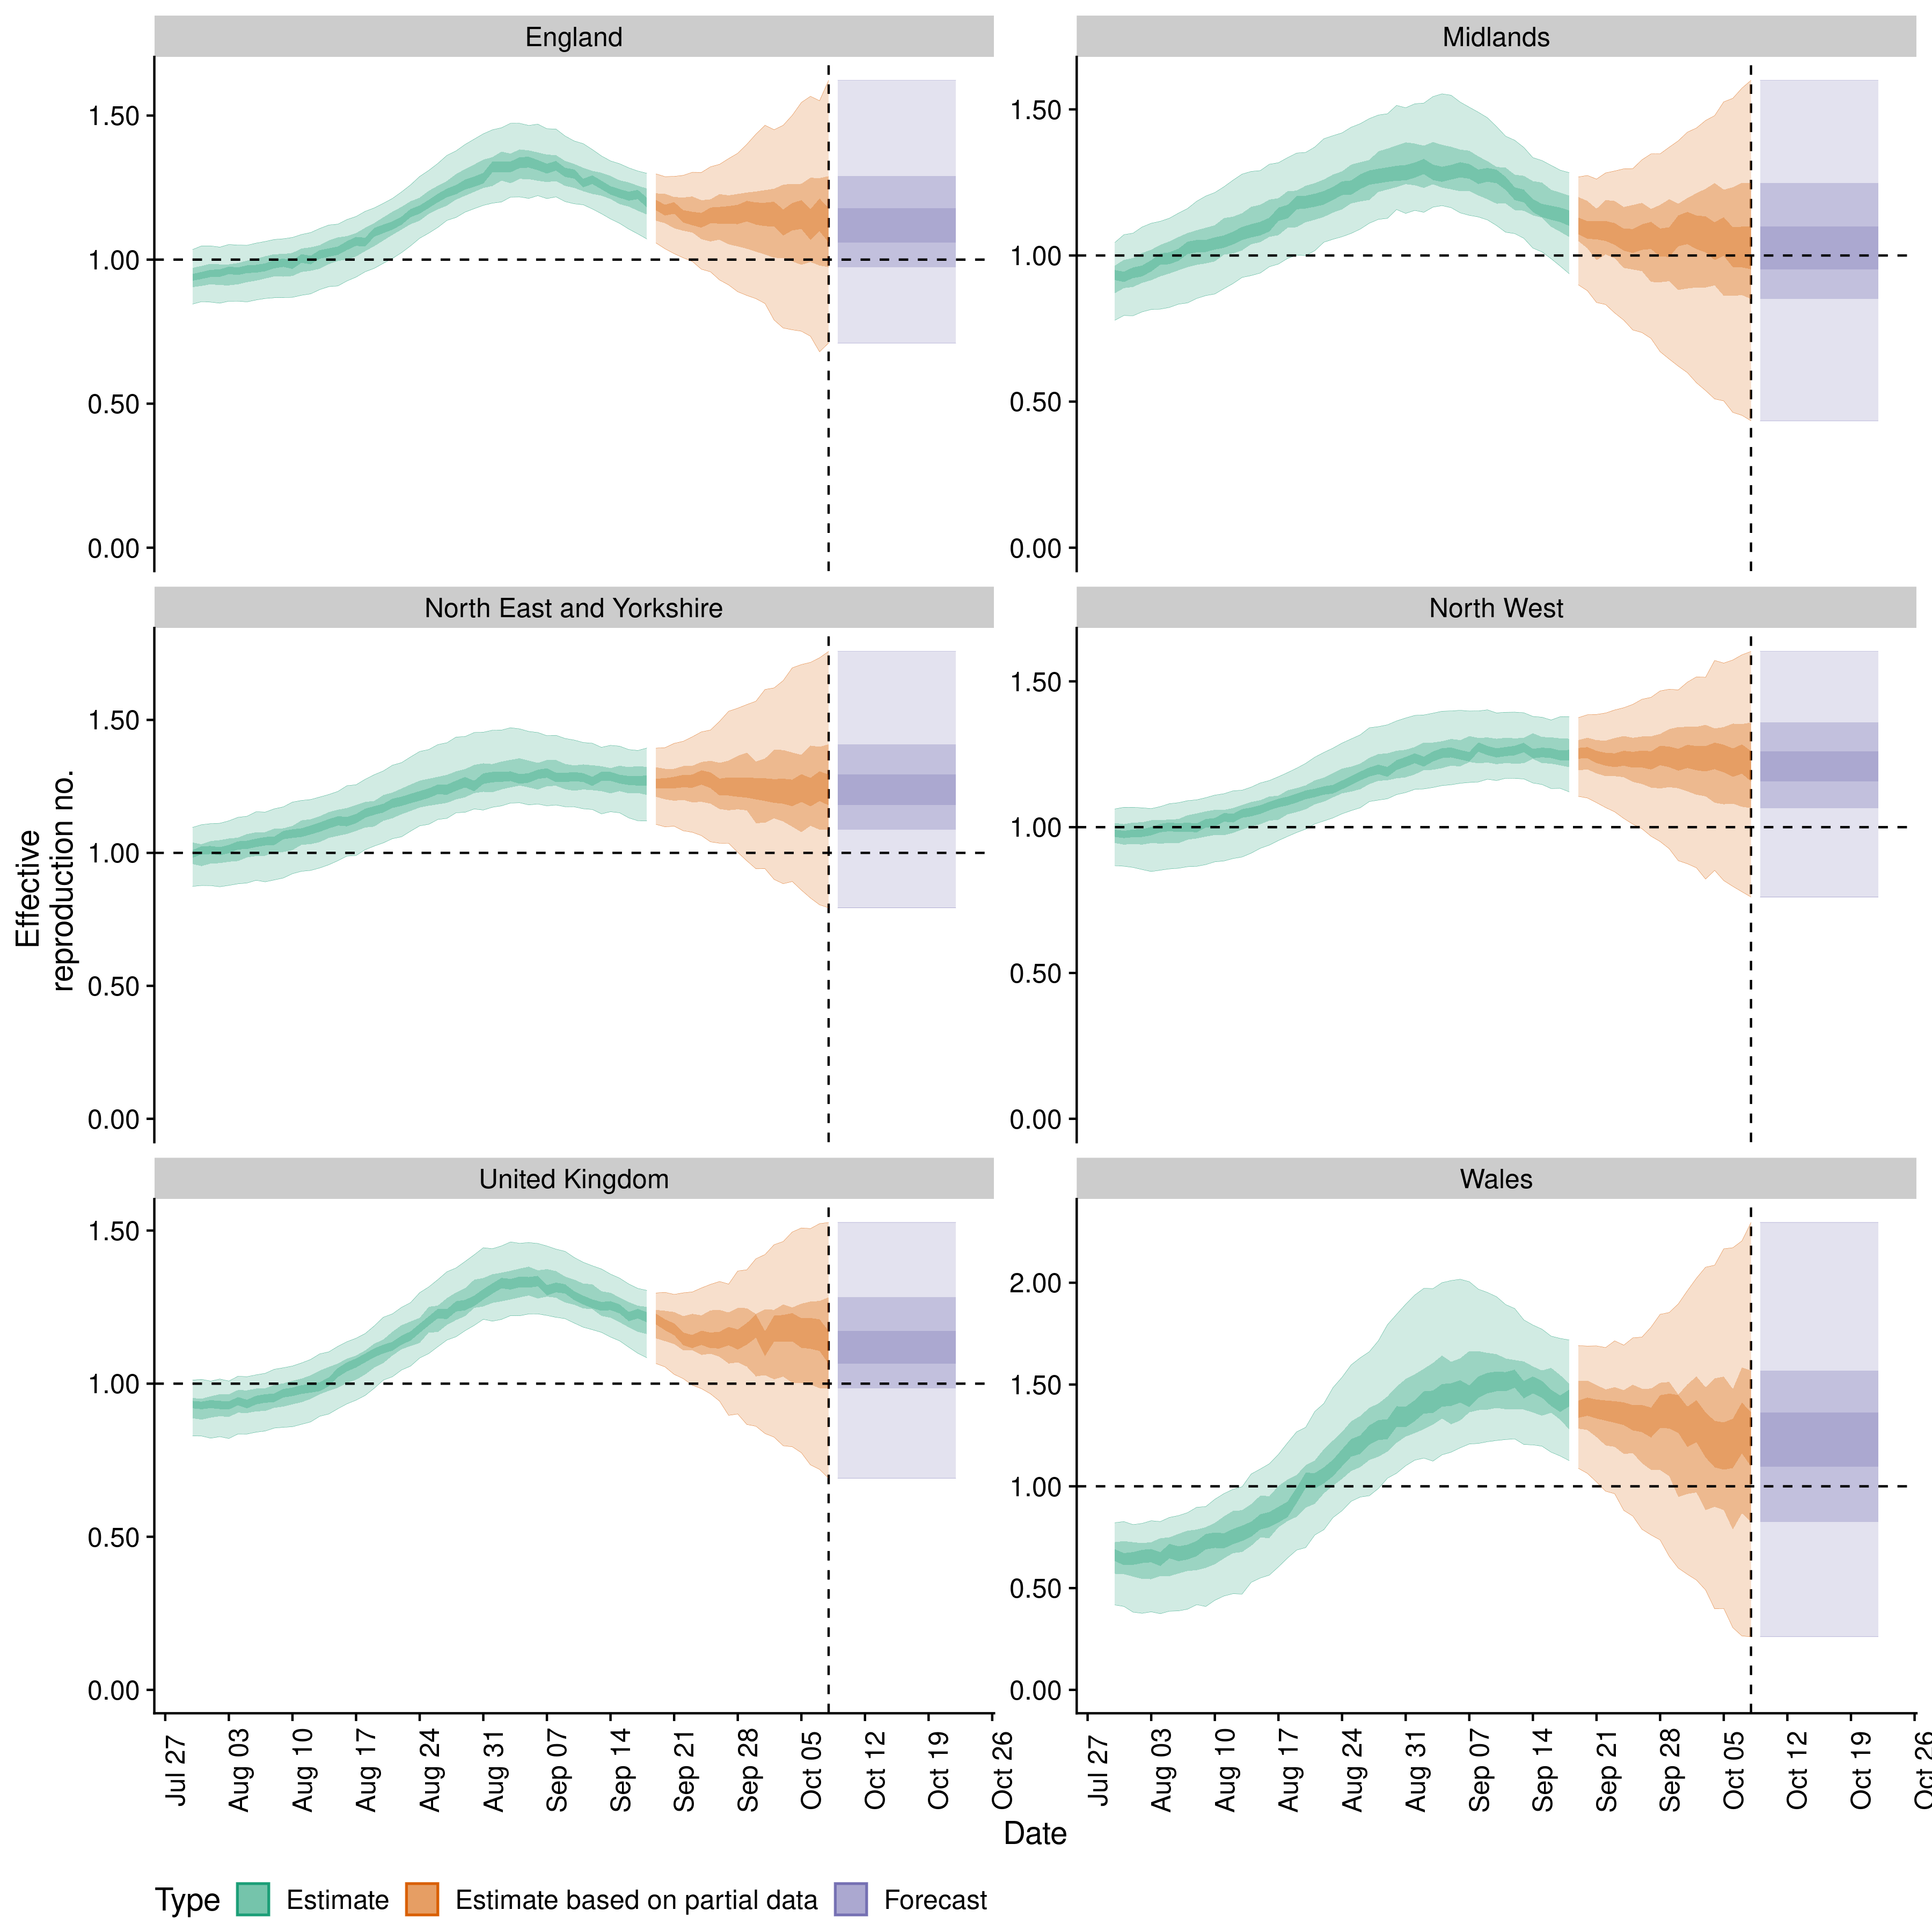 England
Midlands
1.50
1.00
0.50
0.00
1.50
1.00
0.50
0.00
North East and Yorkshire
North West
1.50
1.00
0.50
0.00
1.50
1.00
0.50
0.00
United Kingdom
Wales
1.50
1.00
0.50
0.00
2.00
1.50
1.00
0.50
0.00
Effective
reproduction no.
Jul 27
Aug 03
Aug 10
Aug 17
Aug 24
Aug 31
Sep 07
Sep 14
Sep 21
Sep 28
Oct 05
Oct 12
Oct 19
Oct 26
Jul 27
Aug 03
Aug 10
Aug 17
Aug 24
Aug 31
Sep 07
Sep 14
Sep 21
Sep 28
Oct 05
Oct 12
Oct 19
Oct 26
Date
Type Estimate Estimate based on partial data Forecast